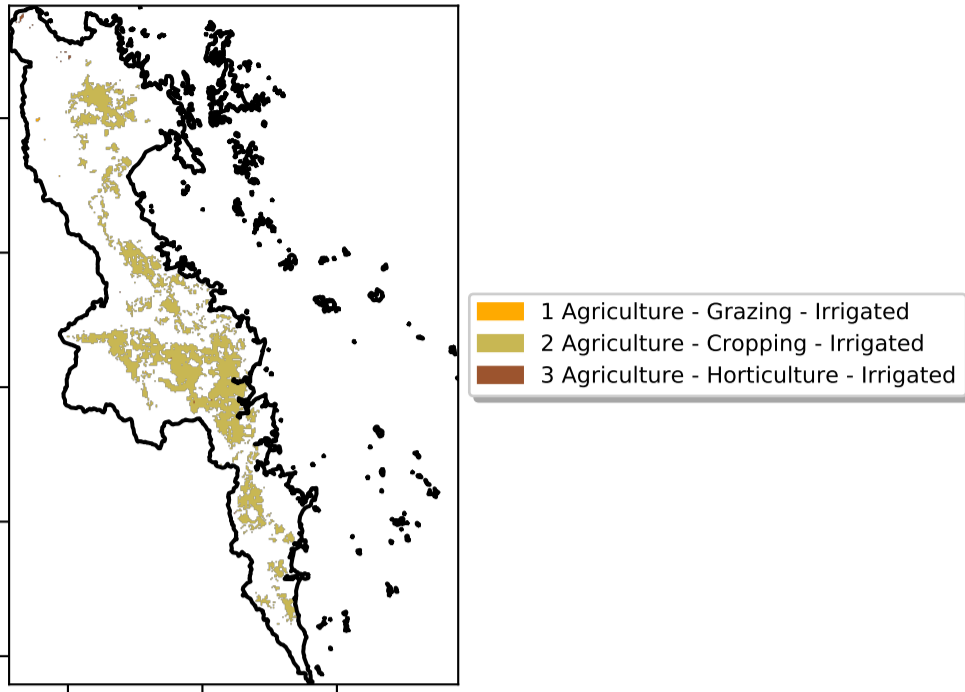 1 Agriculture - Grazing - Irrigated
2 Agriculture - Cropping - Irrigated
3 Agriculture - Horticulture - Irrigated